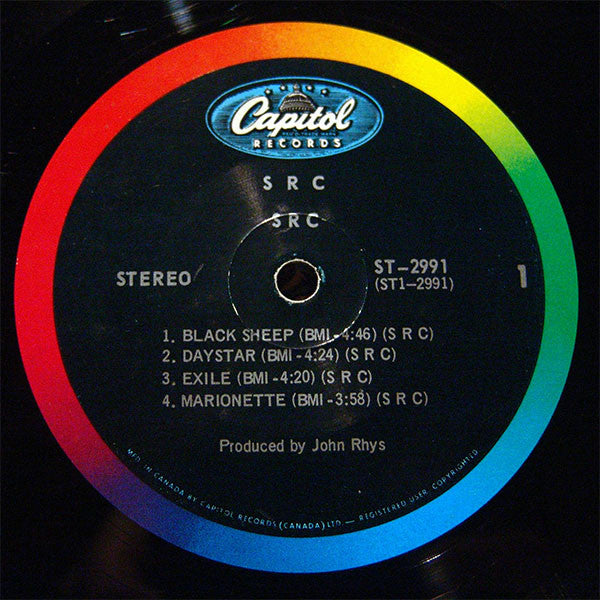 Capitol
RECORDS
S R C
SRC
STEREO
ST-2991
(ST1-2991)
1
1. BLACK SHEEP (BMI-4:46) (S R C)
2. DAYSTAR (BMI-4:24) (S R C)
3. EXILE (BMI-4:20) (S R C)
4. MARIONETTE (BMI-3:58) (S R C)
Produced by John Rhys
MFD. IN CANADA BY CAPITOL RECORDS (CANADA) LTD. — REGISTERED USER. COPYRIGHTED